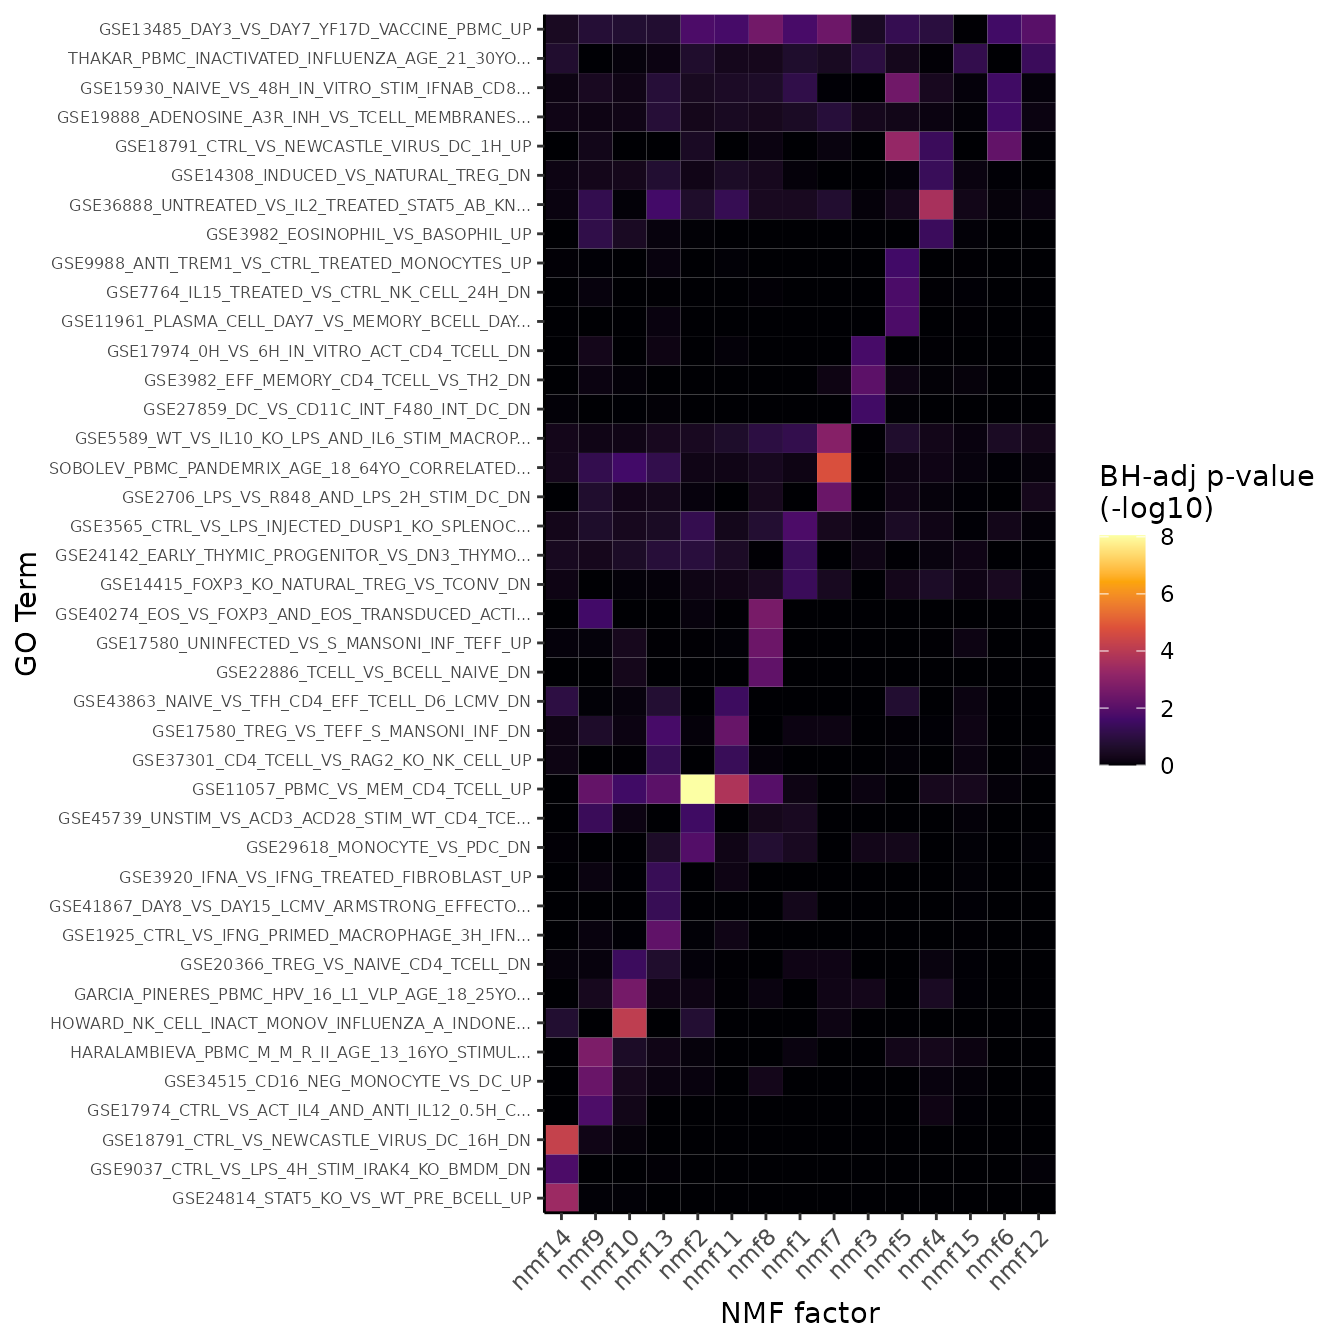 GSE13485_DAY3_VS_DAY7_YF17D_VACCINE_PBMC_UP
THAKAR_PBMC_INACTIVATED_INFLUENZA_AGE_21_30YO...
GSE15930_NAIVE_VS_48H_IN_VITRO_STIM_IFNAB_CD8...
GSE19888_ADENOSINE_A3R_INH_VS_TCELL_MEMBRANES...
GSE18791_CTRL_VS_NEWCASTLE_VIRUS_DC_1H_UP
GSE14308_INDUCED_VS_NATURAL_TREG_DN
GSE36888_UNTREATED_VS_IL2_TREATED_STAT5_AB_KN...
GSE3982_EOSINOPHIL_VS_BASOPHIL_UP
GSE9988_ANTI_TREM1_VS_CTRL_TREATED_MONOCYTES_UP
GSE7764_IL15_TREATED_VS_CTRL_NK_CELL_24H_DN
GSE11961_PLASMA_CELL_DAY7_VS_MEMORY_BCELL_DAY...
GSE17974_0H_VS_6H_IN_VITRO_ACT_CD4_TCELL_DN
GSE3982_EFF_MEMORY_CD4_TCELL_VS_TH2_DN
GSE27859_DC_VS_CD11C_INT_F480_INT_DC_DN
GSE5589_WT_VS_IL10_KO_LPS_AND_IL6_STIM_MACROP...
SOBOLEV_PBMC_PANDEMRIX_AGE_18_64YO_CORRELATED...
GSE2706_LPS_VS_R848_AND_LPS_2H_STIM_DC_DN
GSE3565_CTRL_VS_LPS_INJECTED_DUSP1_KO_SPLENOC...
GSE24142_EARLY_THYMIC_PROGENITOR_VS_DN3_THYMO...
GSE14415_FOXP3_KO_NATURAL_TREG_VS_TCONV_DN
GSE40274_EOS_VS_FOXP3_AND_EOS_TRANSDUCED_ACTI...
GSE17580_UNINFECTED_VS_S_MANSONI_INF_TEFF_UP
GSE22886_TCELL_VS_BCELL_NAIVE_DN
GSE43863_NAIVE_VS_TFH_CD4_EFF_TCELL_D6_LCMV_DN
GSE17580_TREG_VS_TEFF_S_MANSONI_INF_DN
GSE37301_CD4_TCELL_VS_RAG2_KO_NK_CELL_UP
GSE11057_PBMC_VS_MEM_CD4_TCELL_UP
GSE45739_UNSTIM_VS_ACD3_ACD28_STIM_WT_CD4_TCE...
GSE29618_MONOCYTE_VS_PDC_DN
GSE3920_IFNA_VS_IFNG_TREATED_FIBROBLAST_UP
GSE41867_DAY8_VS_DAY15_LCMV_ARMSTRONG_EFFECTO...
GSE1925_CTRL_VS_IFNG_PRIMED_MACROPHAGE_3H_IFN...
GSE20366_TREG_VS_NAIVE_CD4_TCELL_DN
GARCIA_PINERES_PBMC_HPV_16_L1_VLP_AGE_18_25YO...
HOWARD_NK_CELL_INACT_MONOV_INFLUENZA_A_INDONE...
HARALAMBIEVA_PBMC_M_M_R_II_AGE_13_16YO_STIMUL...
GSE34515_CD16_NEG_MONOCYTE_VS_DC_UP
GSE17974_CTRL_VS_ACT_IL4_AND_ANTI_IL12_0.5H_C...
GSE18791_CTRL_VS_NEWCASTLE_VIRUS_DC_16H_DN
GSE9037_CTRL_VS_LPS_4H_STIM_IRAK4_KO_BMDM_DN
GSE24814_STAT5_KO_VS_WT_PRE_BCELL_UP
GO Term
nmf14
nmf9
nmf10
nmf13
nmf2
nmf11
nmf8
nmf1
nmf7
nmf3
nmf5
nmf4
nmf15
nmf6
nmf12
NMF factor
BH-adj p-value
(-log10)
8
6
4
2
0